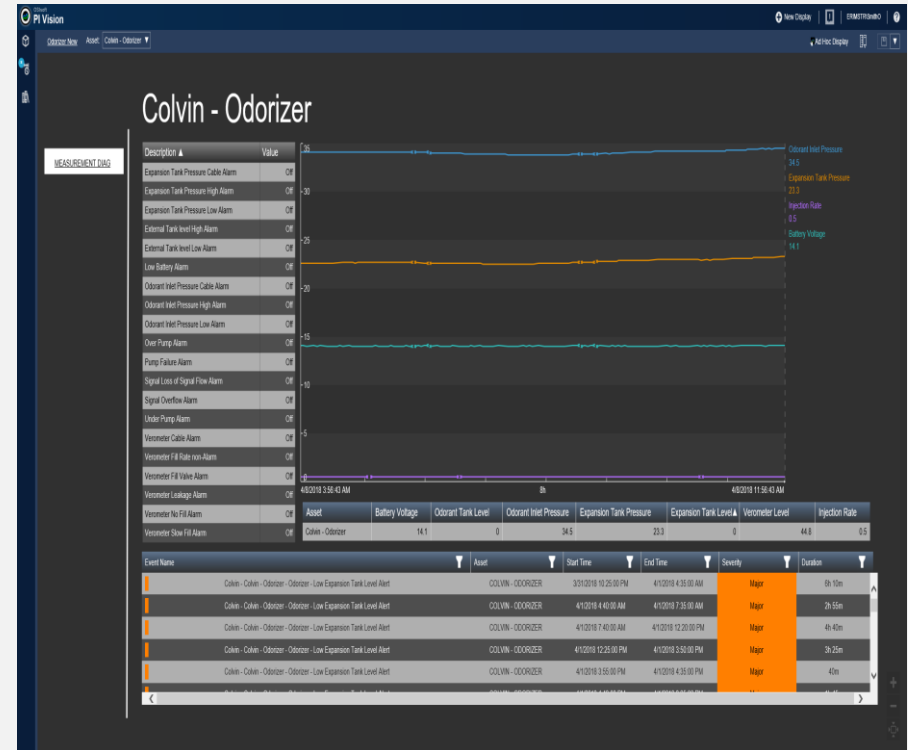 OSIsoft
PI Vision
New Display
Odorizer New Asset: Colvin - Odorizer ▼
Ad Hoc Display
Colvin - Odorizer
MEASUREMENT DIAG
Description ▲ Value
Expansion Tank Pressure Cable Alarm Off
Expansion Tank Pressure High Alarm Off
Expansion Tank Pressure Low Alarm Off
External Tank level High Alarm Off
External Tank level Low Alarm Off
Low Battery Alarm Off
Odorant Inlet Pressure Cable Alarm Off
Odorant Inlet Pressure High Alarm Off
Odorant Inlet Pressure Low Alarm Off
Over Pump Alarm Off
Pump Failure Alarm Off
Signal Loss of Signal Flow Alarm Off
Signal Overflow Alarm Off
Under Pump Alarm Off
Verometer Cable Alarm Off
Verometer Fill Rate non-Alarm Off
Verometer Fill Valve Alarm Off
Verometer Leakage Alarm Off
Verometer No Fill Alarm Off
Verometer Slow Fill Alarm Off
35
30
25
20
15
10
5
0
4/8/2018 3:56:43 AM 8h 4/8/2018 11:56:43 AM
Odorant Inlet Pressure
34.5
Expansion Tank Pressure
23.3
Injection Rate
0.5
Battery Voltage
14.1
Asset Battery Voltage Odorant Tank Level Odorant Inlet Pressure Expansion Tank Pressure Expansion Tank Level▲ Verometer Level Injection Rate
Colvin - Odorizer 14.1 0 34.5 23.3 0 44.8 0.5
Event Name Asset Start Time End Time Severity Duration
Colvin - Colvin - Odorizer - Odorizer - Low Expansion Tank Level Alert COLVIN - ODORIZER 3/31/2018 10:25:00 PM 4/1/2018 4:35:00 AM Major 6h 10m
Colvin - Colvin - Odorizer - Odorizer - Low Expansion Tank Level Alert COLVIN - ODORIZER 4/1/2018 4:40:00 AM 4/1/2018 7:35:00 AM Major 2h 55m
Colvin - Colvin - Odorizer - Odorizer - Low Expansion Tank Level Alert COLVIN - ODORIZER 4/1/2018 7:40:00 AM 4/1/2018 12:20:00 PM Major 4h 40m
Colvin - Colvin - Odorizer - Odorizer - Low Expansion Tank Level Alert COLVIN - ODORIZER 4/1/2018 12:25:00 PM 4/1/2018 3:50:00 PM Major 3h 25m
Colvin - Colvin - Odorizer - Odorizer - Low Expansion Tank Level Alert COLVIN - ODORIZER 4/1/2018 3:55:00 PM 4/1/2018 4:35:00 PM Major 40m